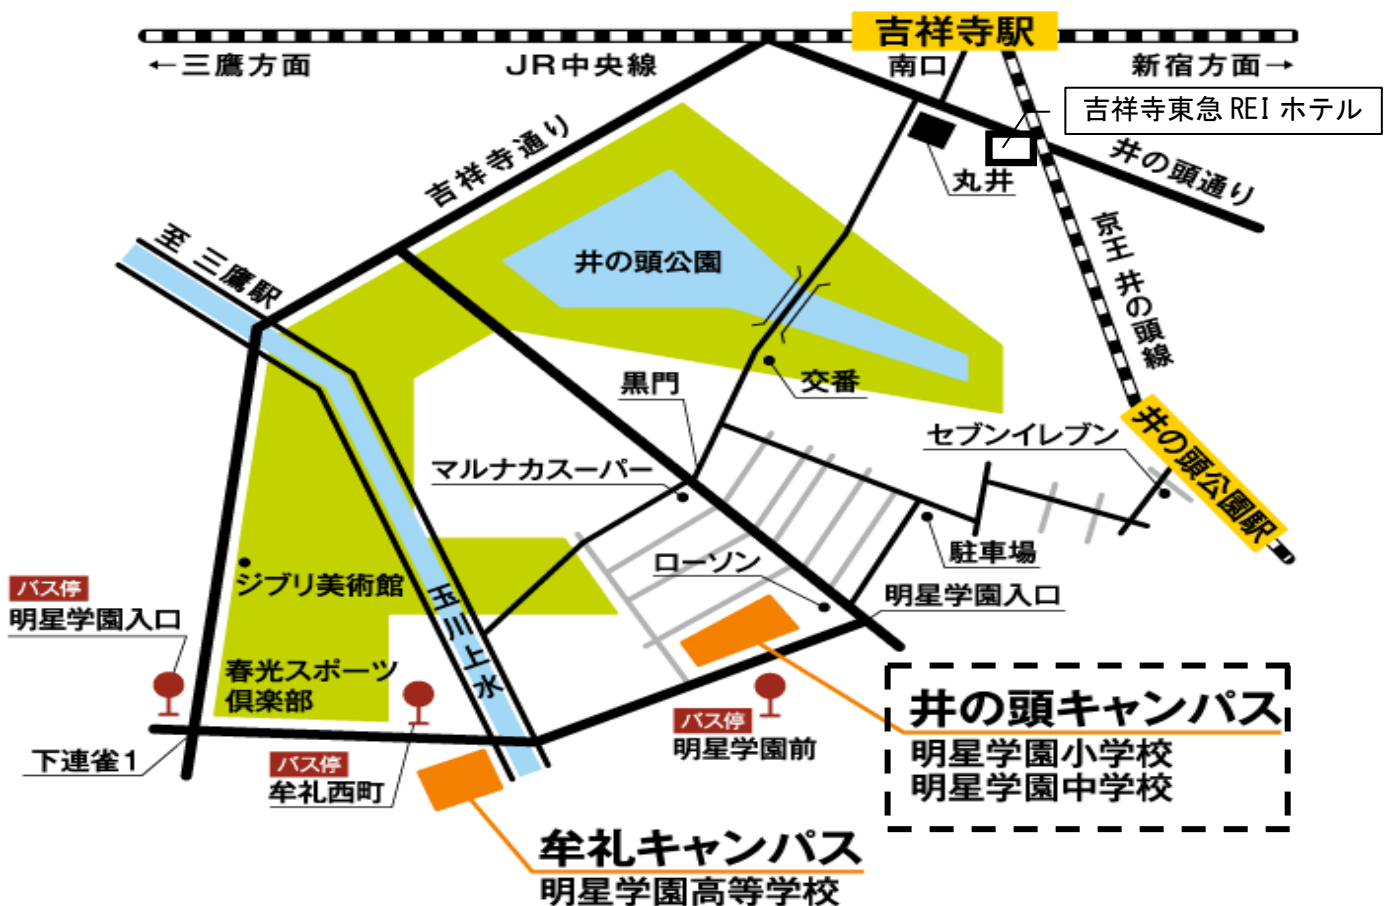 吉祥寺駅
←三鷹方面
JR中央線
南口
新宿方面→
吉祥寺東急 REI ホテル
吉祥寺通り
丸井
井の頭通り
至 三鷹駅
井の頭公園
京王 井の頭線
黒門
交番
井の頭公園駅
セブンイレブン
マルナカスーパー
駐車場
ローソン
明星学園入口
ジブリ美術館
玉川上水
バス停
明星学園入口
春光スポーツ
倶楽部
下連雀1
バス停
牟礼西町
バス停
明星学園前
井の頭キャンパス
明星学園小学校
明星学園中学校
牟礼キャンパス
明星学園高等学校